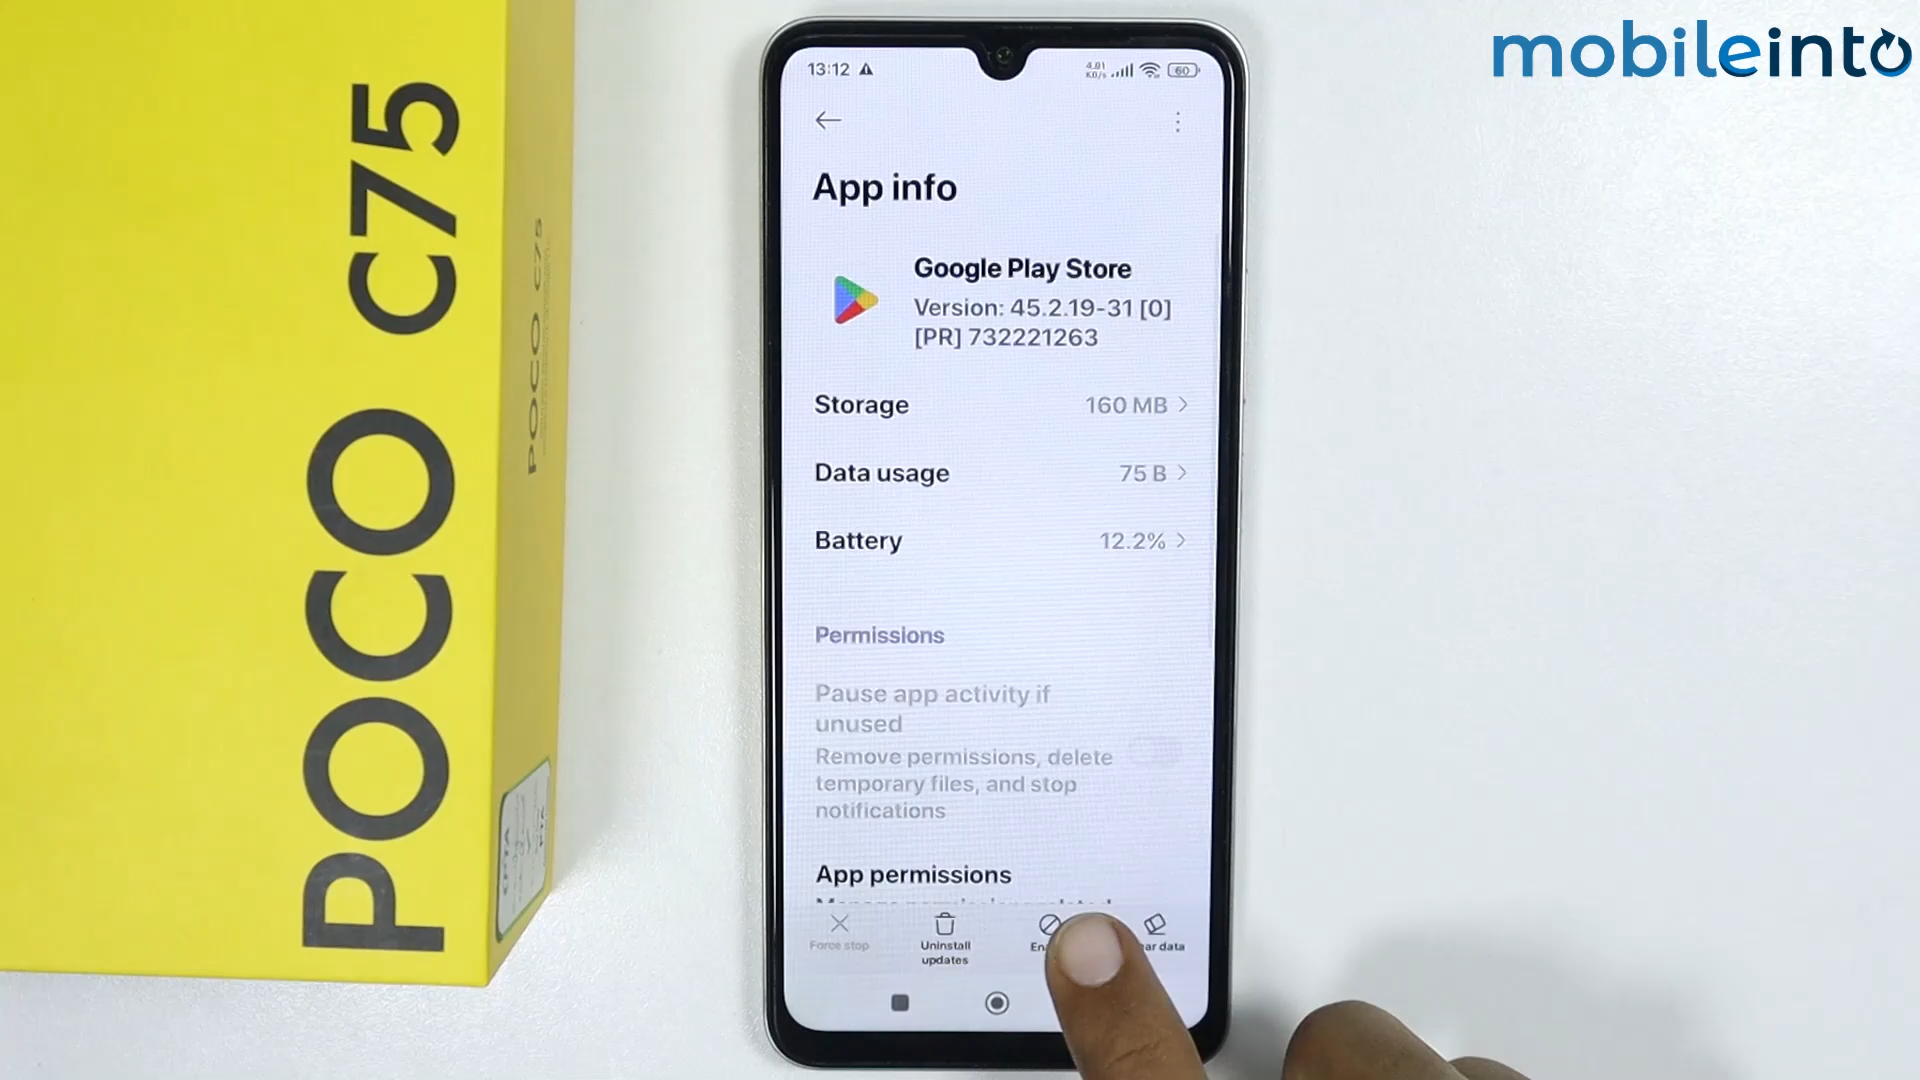 mobileinto
POCO C75
POCO C75
13:12
60
App info
Google Play Store
Version: 45.2.19-31 [0]
[PR] 732221263
Storage 160 MB
Data usage 75 B
Battery 12.2%
Permissions
Pause app activity if
unused
Remove permissions, delete
temporary files, and stop
notifications
App permissions
Force stop
Uninstall
updates
data